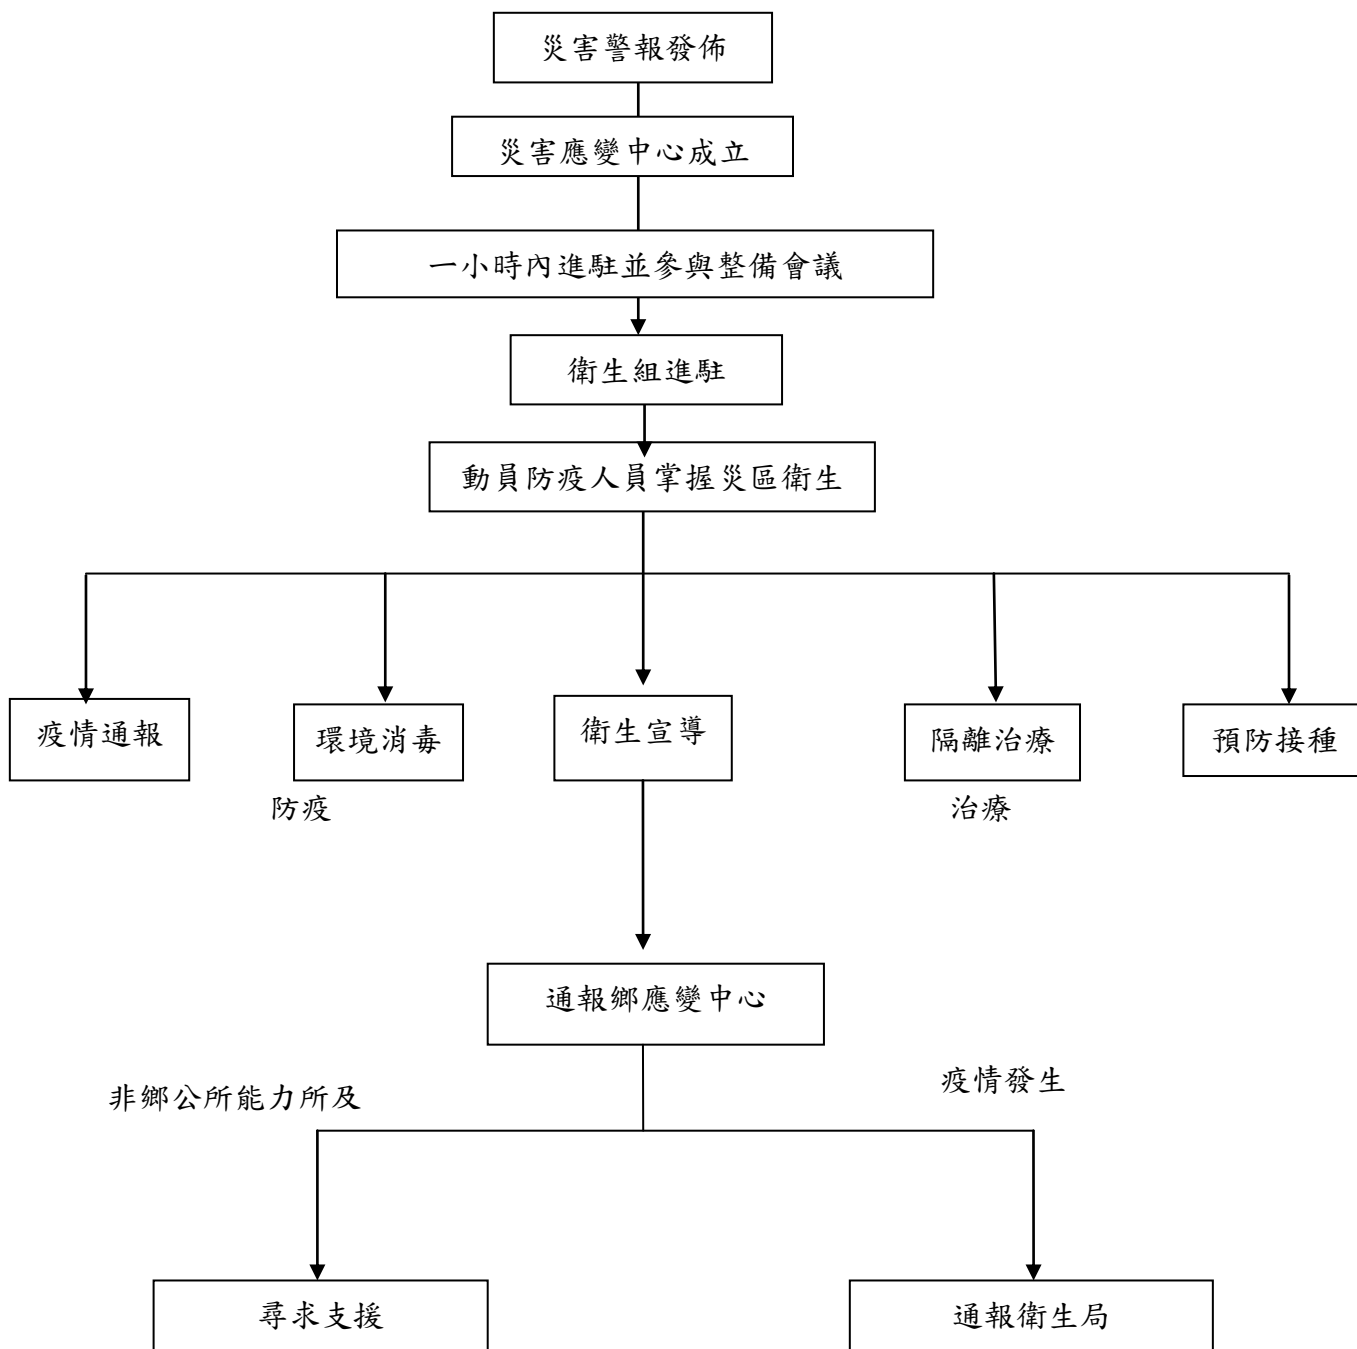 災害警報發佈
災害應變中心成立
一小時內進駐並參與整備會議
衛生組進駐
動員防疫人員掌握災區衛生
疫情通報
環境消毒
衛生宣導
隔離治療
預防接種
防疫
治療
通報鄉應變中心
非鄉公所能力所及
疫情發生
尋求支援
通報衛生局